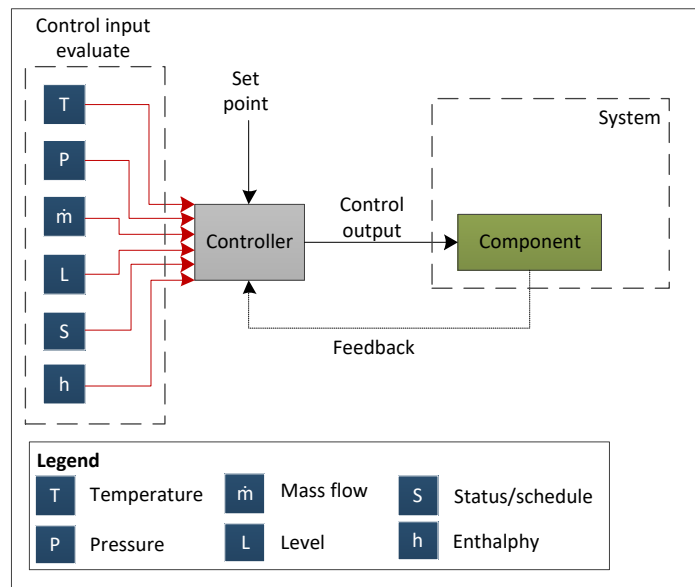 Control input
evaluate
T
P
ṁ
L
S
h
Set
point
Controller
Control
output
System
Component
Feedback
Legend
T Temperature
ṁ Mass flow
S Status/schedule
P Pressure
L Level
h Enthalphy